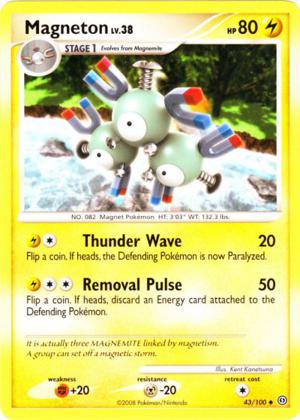 Magneton LV.38
HP 80
STAGE 1 Evolves from Magnemite
NO. 082 Magnet Pokémon HT: 3'03" WT: 132.3 lbs.
Thunder Wave 20
Flip a coin. If heads, the Defending Pokémon is now Paralyzed.
Removal Pulse 50
Flip a coin. If heads, discard an Energy card attached to the
Defending Pokémon.
It is actually three MAGNEMITE linked by magnetism.
A group can set off a magnetic storm.
Illus. Kent Kanetsuna
weakness resistance retreat cost
+20 -20
©2008 Pokémon/Nintendo 43/100